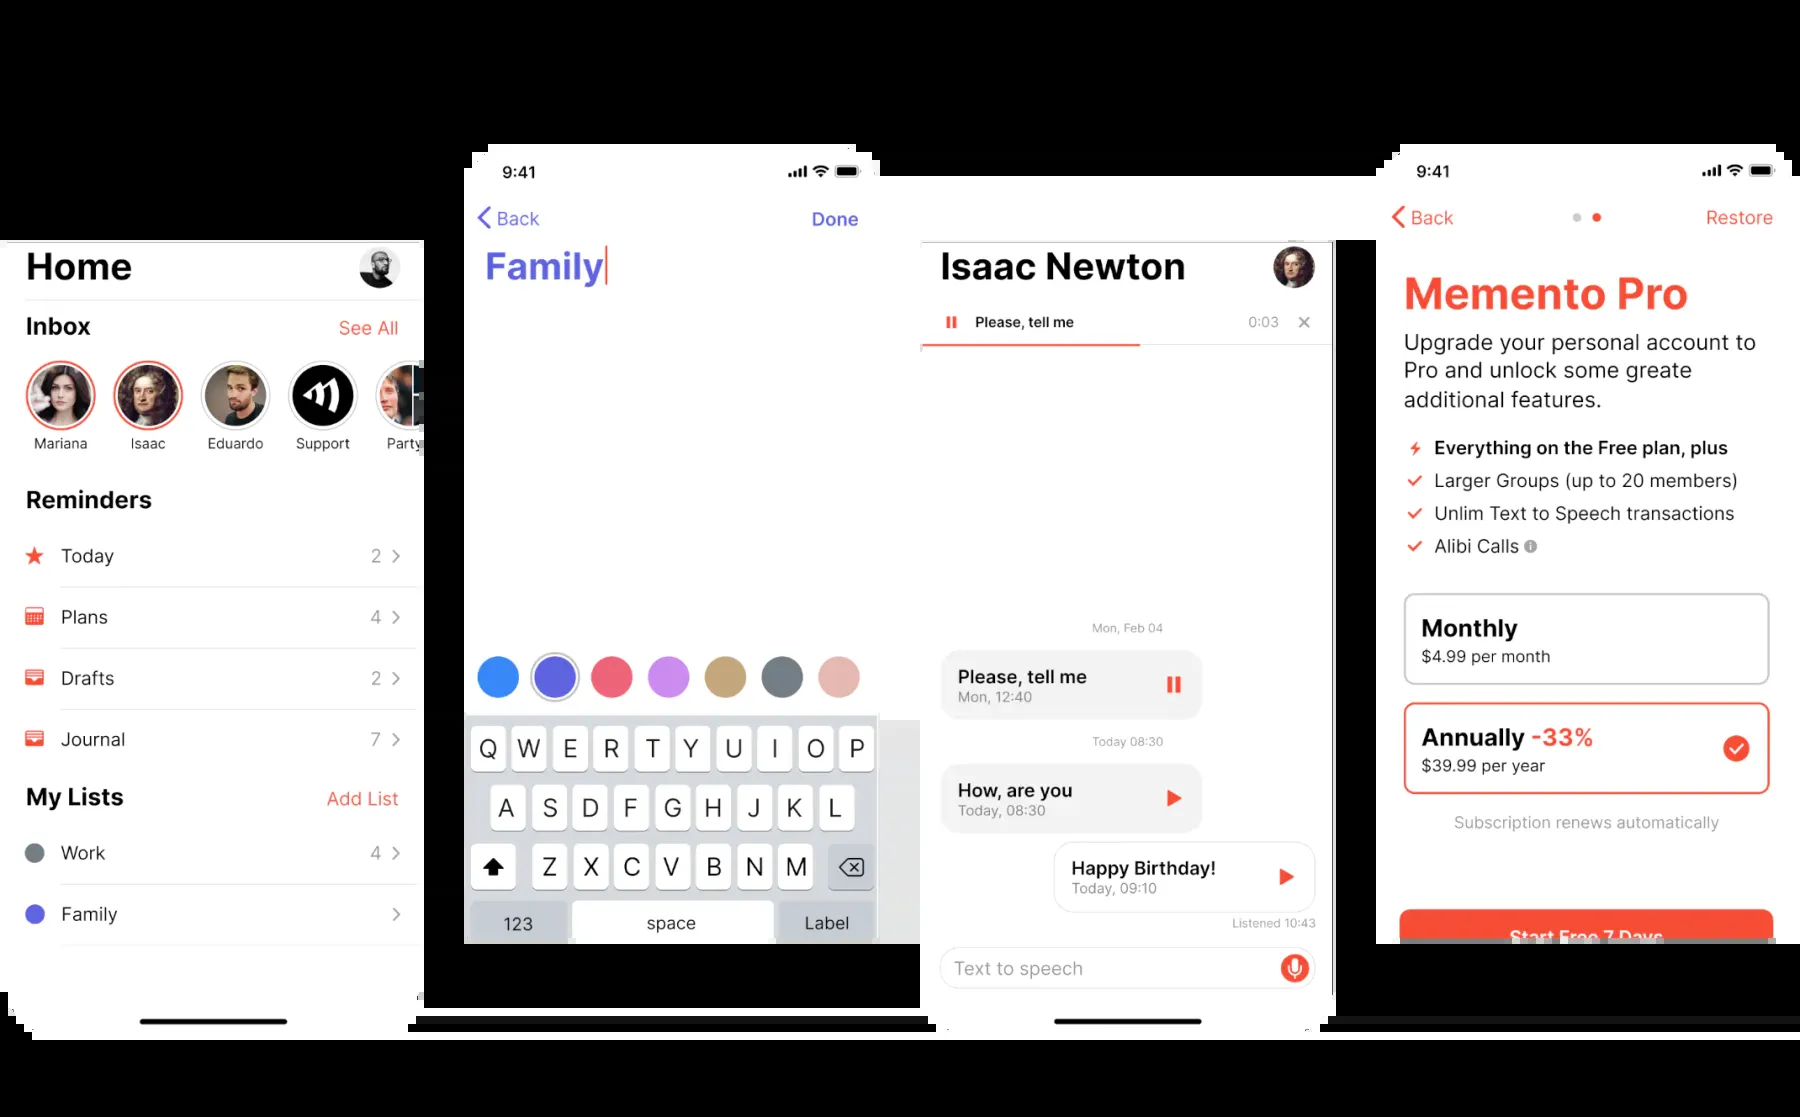 Home
Inbox
See All
Mariana
Isaac
Eduardo
Support
Party
Reminders
Today 2
Plans 4
Drafts 2
Journal 7
My Lists
Add List
Work 4
Family
9:41
Back
Done
Family
Q W E R T Y U I O P
A S D F G H J K L
Z X C V B N M
123 space Label
Isaac Newton
Please, tell me 0:03
Mon, Feb 04
Please, tell me
Mon, 12:40
Today 08:30
How, are you
Today, 08:30
Happy Birthday!
Today, 09:10
Listened 10:43
Text to speech
9:41
Back
Restore
Memento Pro
Upgrade your personal account to
Pro and unlock some greate
additional features.
Everything on the Free plan, plus
Larger Groups (up to 20 members)
Unlim Text to Speech transactions
Alibi Calls
Monthly
$4.99 per month
Annually -33%
$39.99 per year
Subscription renews automatically
Start Free 7 Days